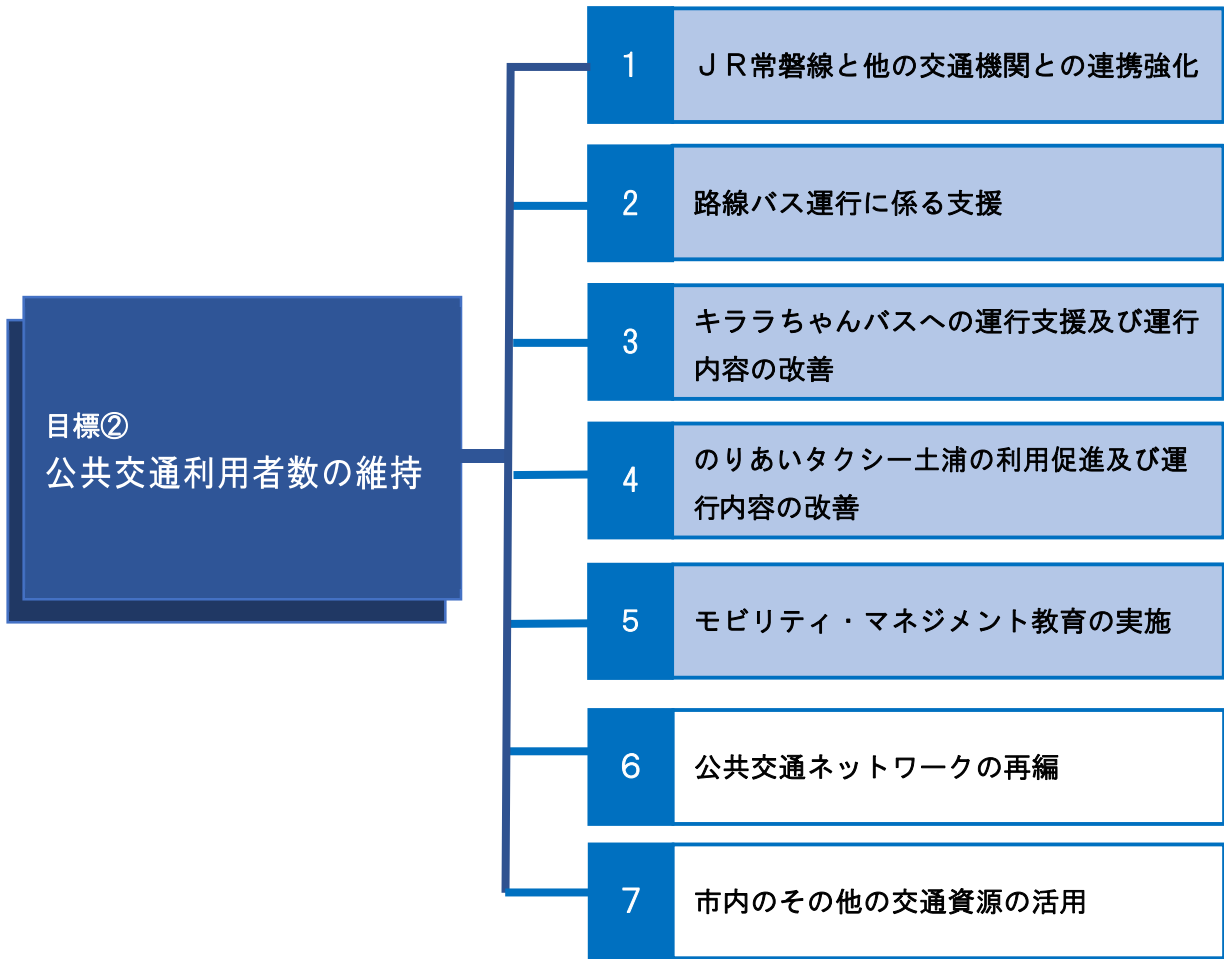 目標②
公共交通利用者数の維持
1
ＪＲ常磐線と他の交通機関との連携強化
2
路線バス運行に係る支援
3
キララちゃんバスへの運行支援及び運行
内容の改善
4
のりあいタクシー土浦の利用促進及び運
行内容の改善
5
モビリティ・マネジメント教育の実施
6
公共交通ネットワークの再編
7
市内のその他の交通資源の活用